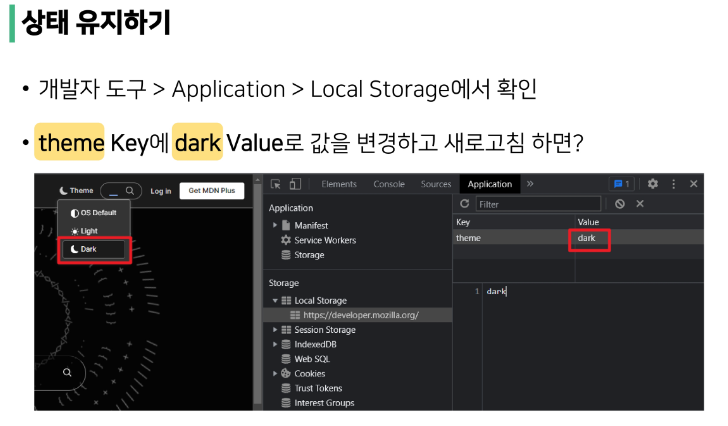 상태 유지하기
• 개발자 도구 > Application > Local Storage에서 확인
• theme Key에 dark Value로 값을 변경하고 새로고침 하면?
Theme
Log in
Get MDN Plus
OS Default
Light
Dark
Elements Console Sources Application » 1
Application
Manifest
Service Workers
Storage
Storage
Local Storage
https://developer.mozilla.org/
Session Storage
IndexedDB
Web SQL
Cookies
Trust Tokens
Interest Groups
Filter
Key Value
theme dark
1 dark